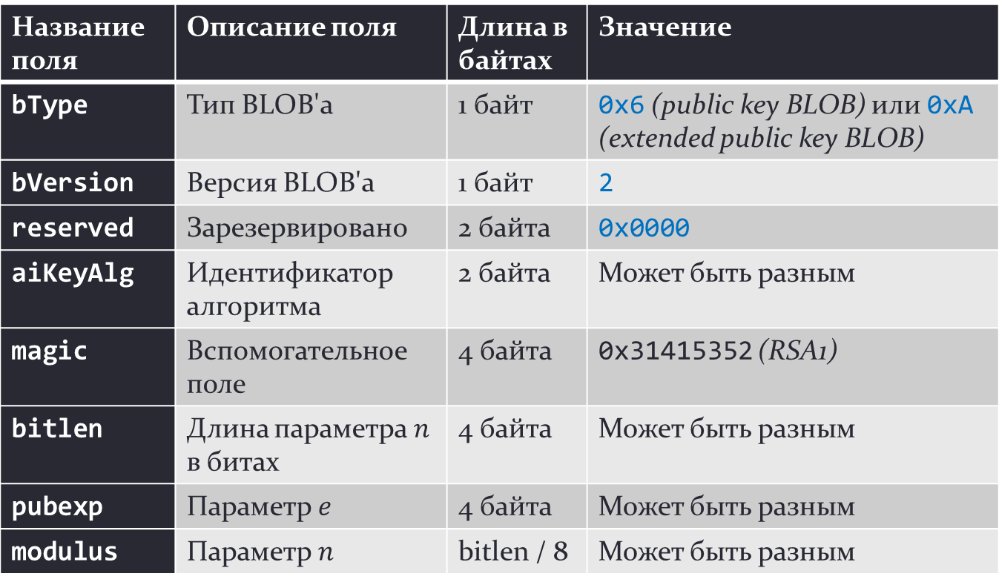 Название поля
Описание поля
Длина в байтах
Значение
bType
Тип BLOB'а
1 байт
0x6 (public key BLOB) или 0xA
(extended public key BLOB)
bVersion
Версия BLOB'а
1 байт
2
reserved
Зарезервировано
2 байта
0x0000
aiKeyAlg
Идентификатор
алгоритма
2 байта
Может быть разным
magic
Вспомогательное
поле
4 байта
0x31415352 (RSA1)
bitlen
Длина параметра n
в битах
4 байта
Может быть разным
pubexp
Параметр e
4 байта
Может быть разным
modulus
Параметр n
bitlen / 8
Может быть разным